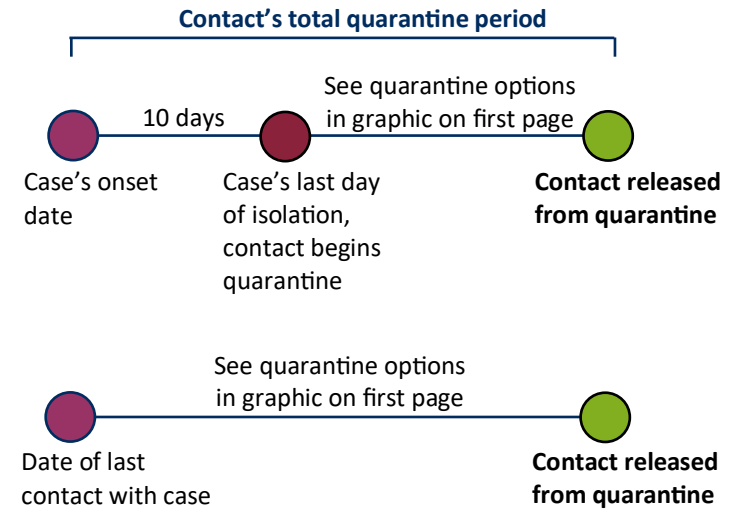 Contact's total quarantine period
10 days
See quarantine options
in graphic on first page
Case's onset
date
Case's last day
of isolation,
contact begins
quarantine
Contact released
from quarantine
See quarantine options
in graphic on first page
Date of last
contact with case
Contact released
from quarantine